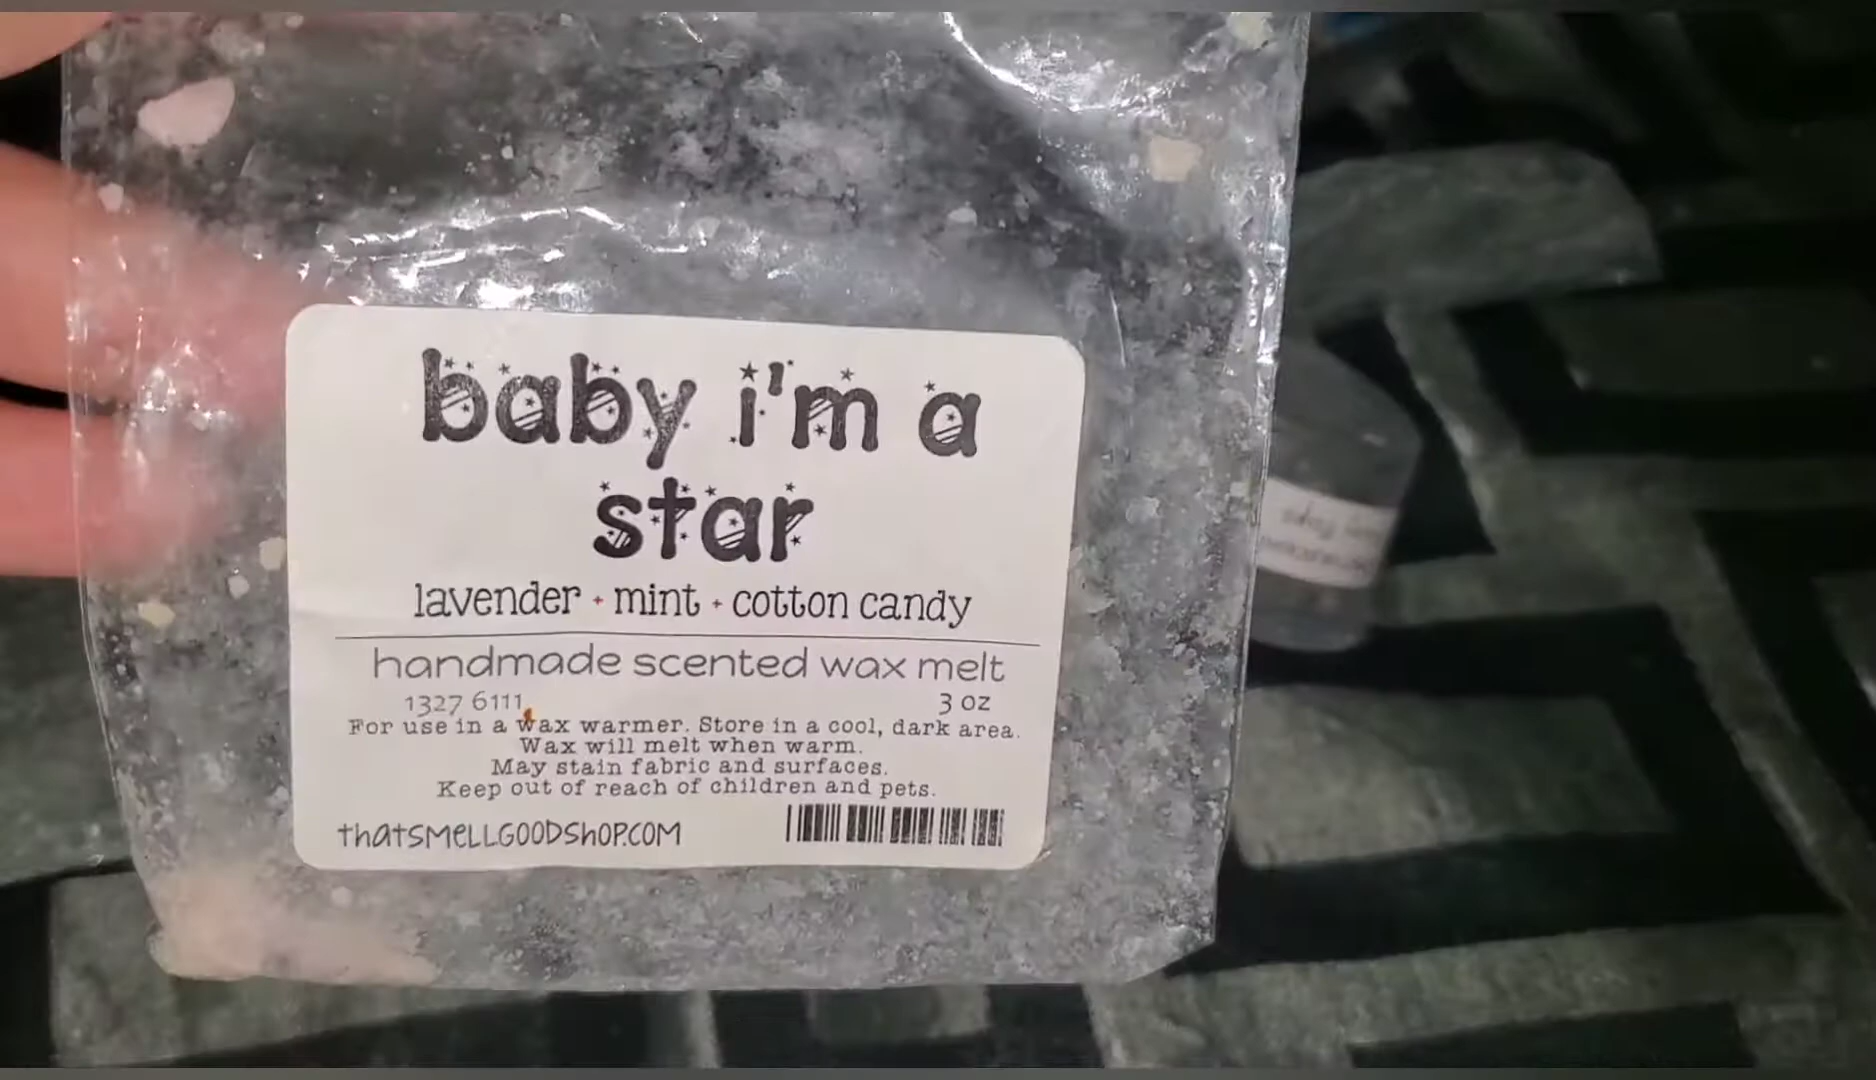 baby i'm a
star
lavender + mint + cotton candy
handmade scented wax melt
1327 6111 3 oz
For use in a wax warmer. Store in a cool, dark area.
Wax will melt when warm.
May stain fabric and surfaces.
Keep out of reach of children and pets.
thatsmellgoodshop.com